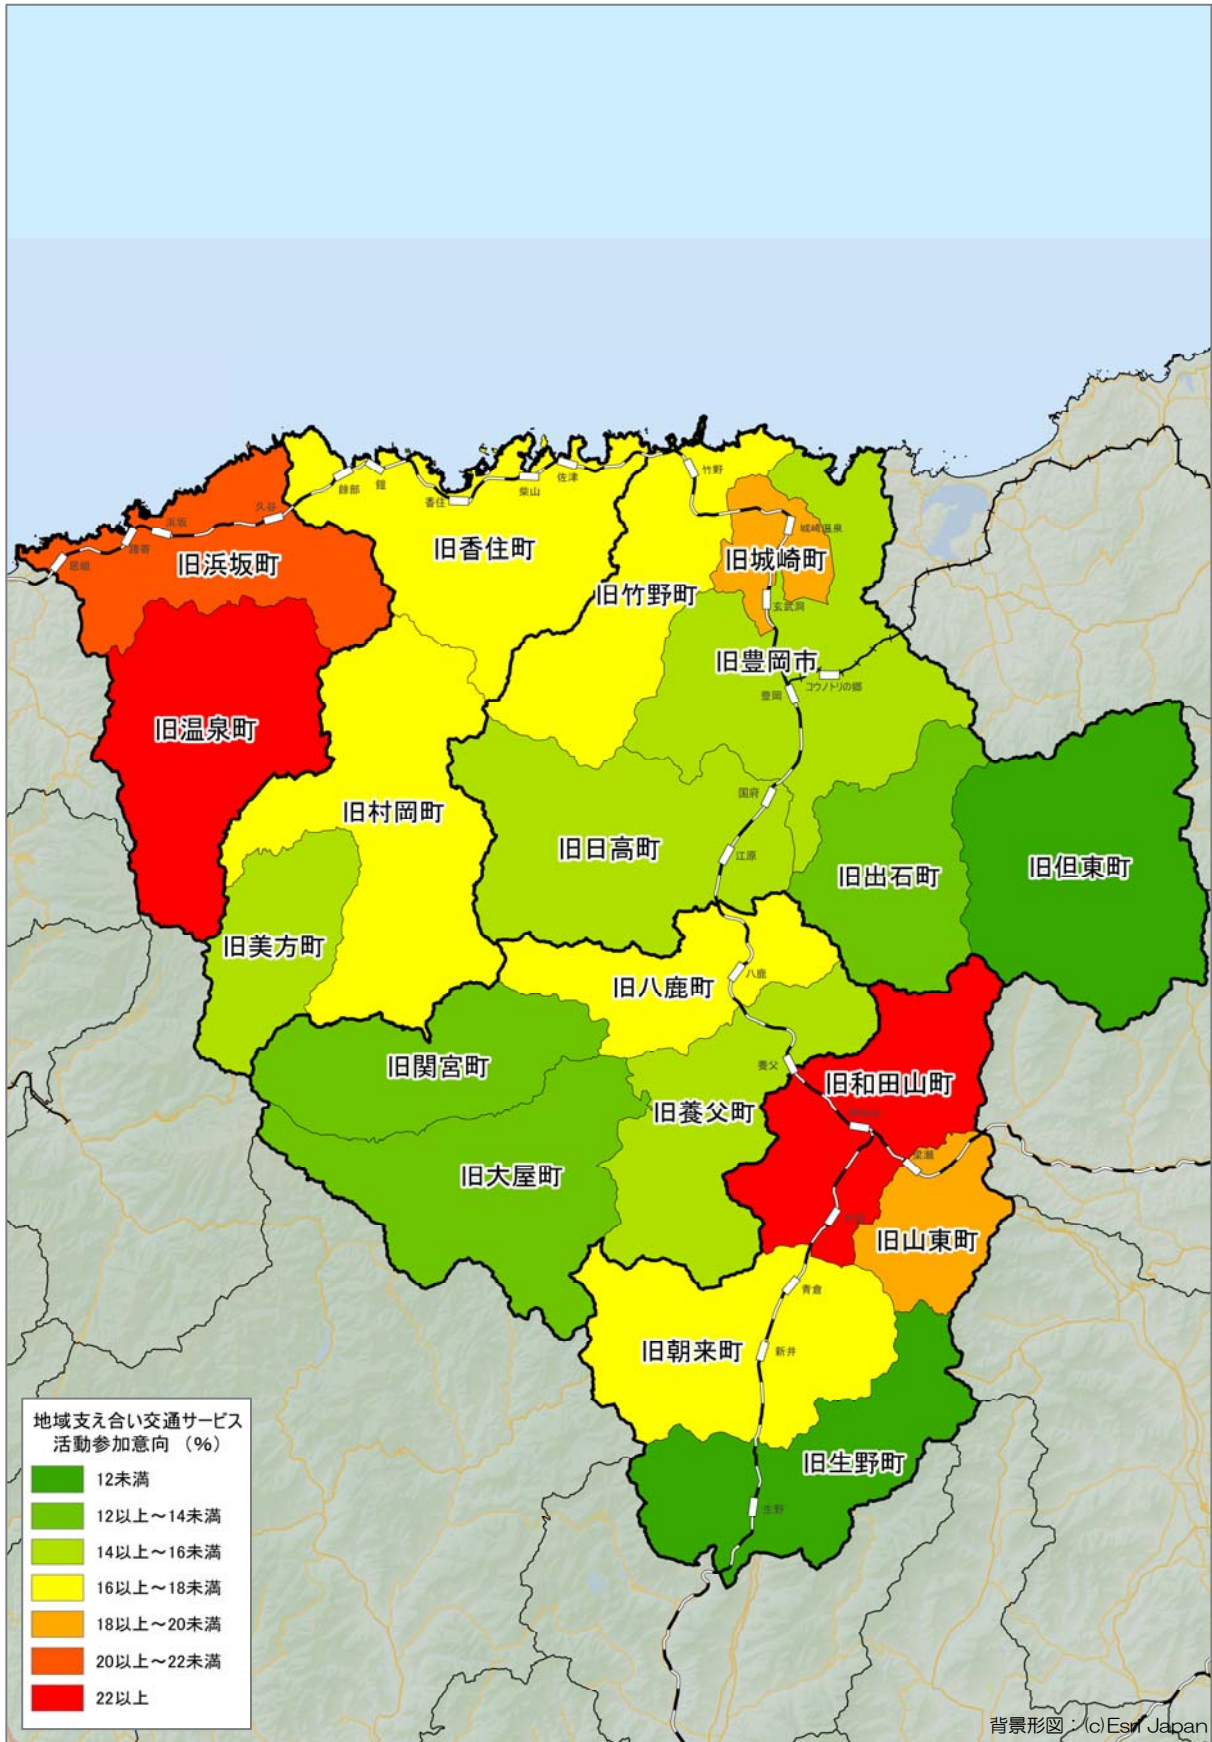 竹野
餘部
鎧
佐津
柴山
香住
久谷
浜坂
諸寄
居組
城崎温泉
旧香住町
旧浜坂町
旧城崎町
旧竹野町
玄武洞
旧豊岡市
コウノトリの郷
豊岡
旧温泉町
国府
旧村岡町
旧日高町
江原
旧出石町
旧但東町
旧美方町
八鹿
旧八鹿町
養父
旧関宮町
旧和田山町
旧養父町
梁瀬
旧大屋町
旧山東町
青倉
旧朝来町
新井
旧生野町
生野
地域支え合い交通サービス
活動参加意向 (%)
12未満
12以上～14未満
14以上～16未満
16以上～18未満
18以上～20未満
20以上～22未満
22以上
背景形図：(c)Esri Japan